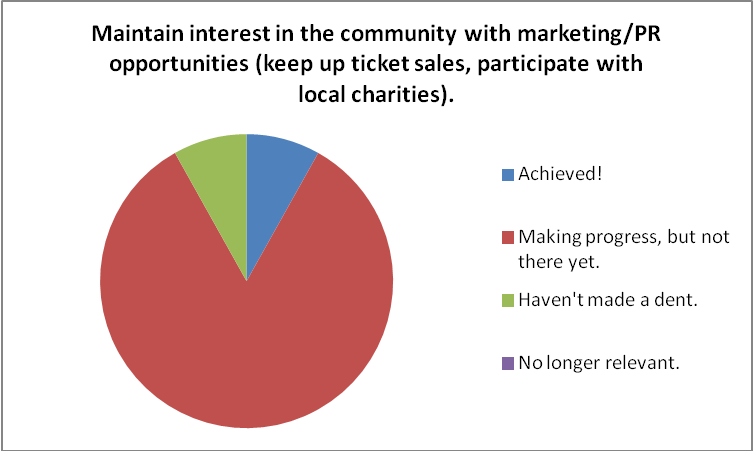 Maintain interest in the community with marketing/PR
opportunities (keep up ticket sales, participate with
local charities).
Achieved!
Making progress, but not
there yet.
Haven't made a dent.
No longer relevant.